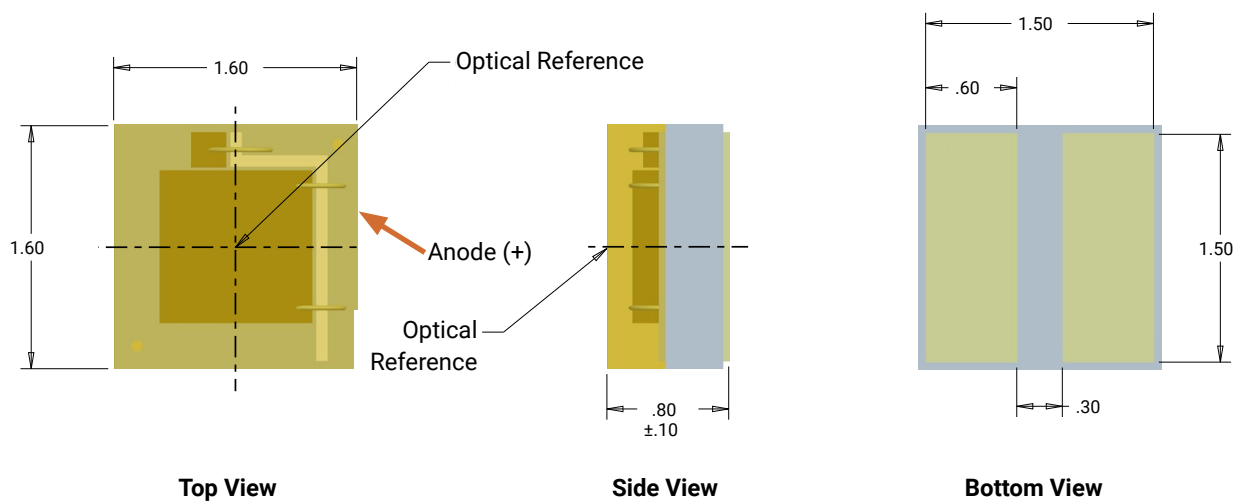 1.60
Optical Reference
1.60
Anode (+)
Optical
Reference
.80
±.10
1.50
.60
1.50
.30
Top View
Side View
Bottom View